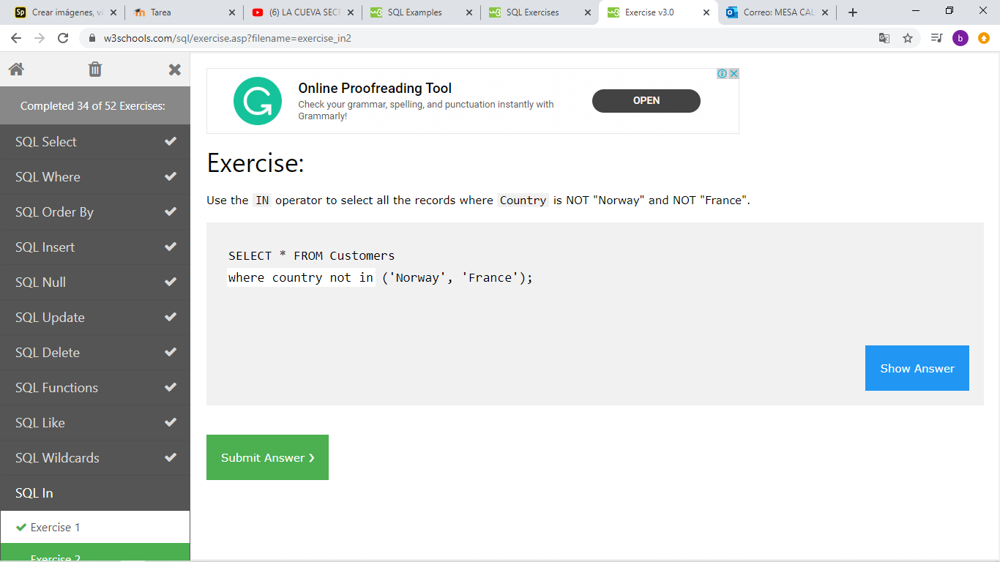 Crear imágenes, ví
Tarea
(6) LA CUEVA SECR
SQL Examples
SQL Exercises
Exercise v3.0
Correo: MESA CAL
w3schools.com/sql/exercise.asp?filename=exercise_in2
b
Completed 34 of 52 Exercises:
SQL Select
SQL Where
SQL Order By
SQL Insert
SQL Null
SQL Update
SQL Delete
SQL Functions
SQL Like
SQL Wildcards
SQL In
Exercise 1
Exercise 2
Online Proofreading Tool
Check your grammar, spelling, and punctuation instantly with
Grammarly!
OPEN
Exercise:
Use the IN operator to select all the records where Country is NOT "Norway" and NOT "France".
SELECT * FROM Customers
where country not in ('Norway', 'France');
Show Answer
Submit Answer ❯